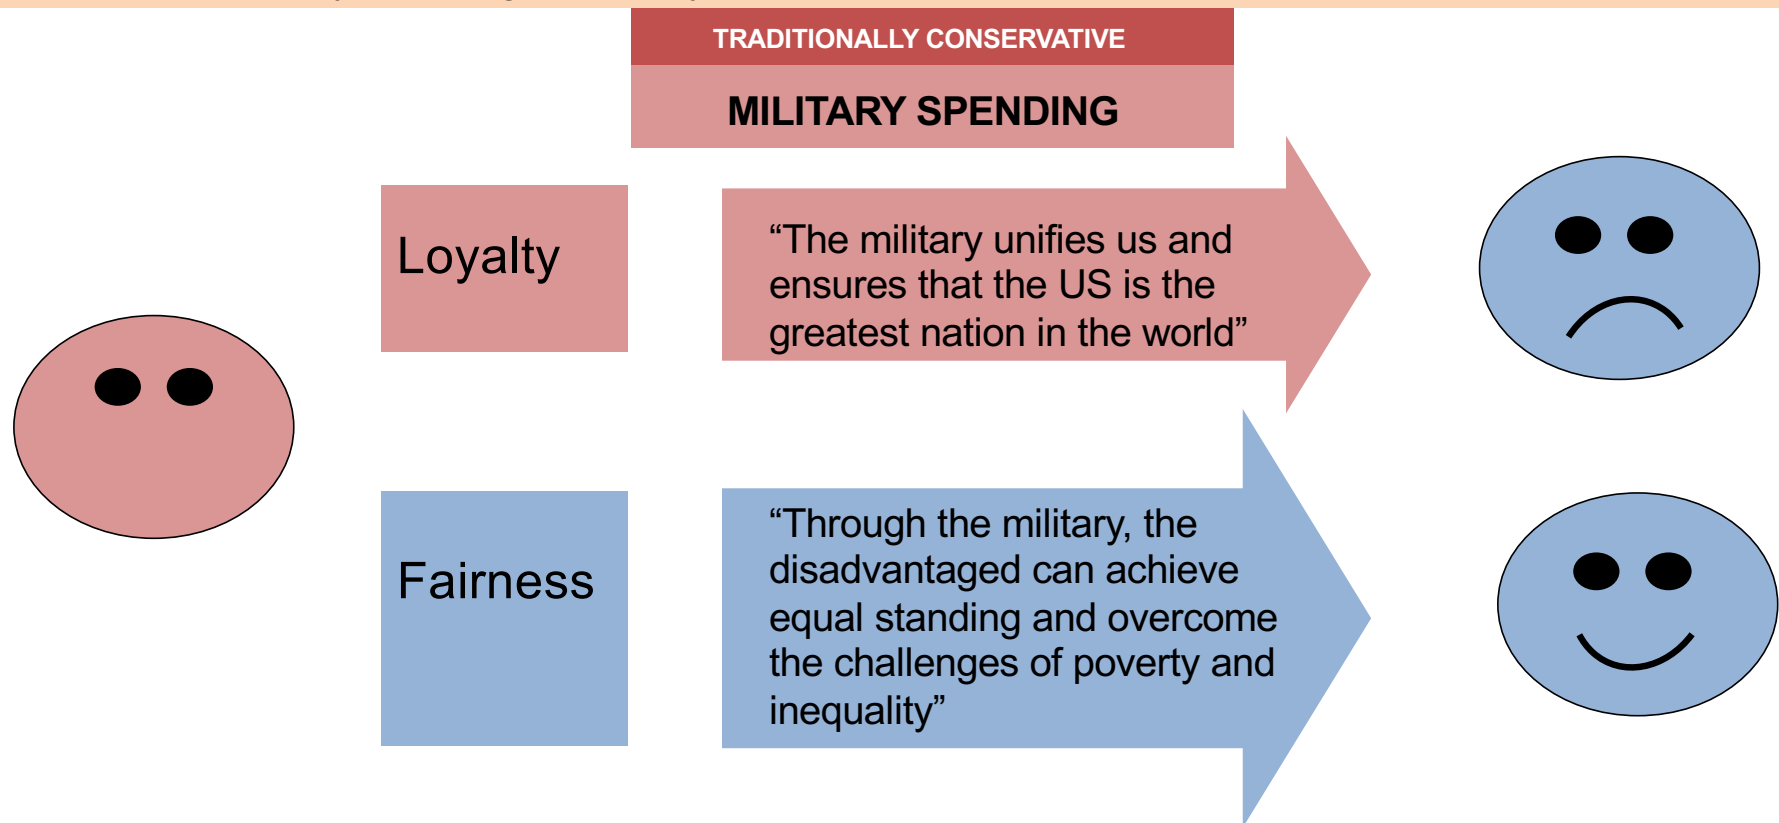 TRADITIONALLY CONSERVATIVE
MILITARY SPENDING
Loyalty
“The military unifies us and
ensures that the US is the
greatest nation in the world”
Fairness
“Through the military, the
disadvantaged can achieve
equal standing and overcome
the challenges of poverty and
inequality”